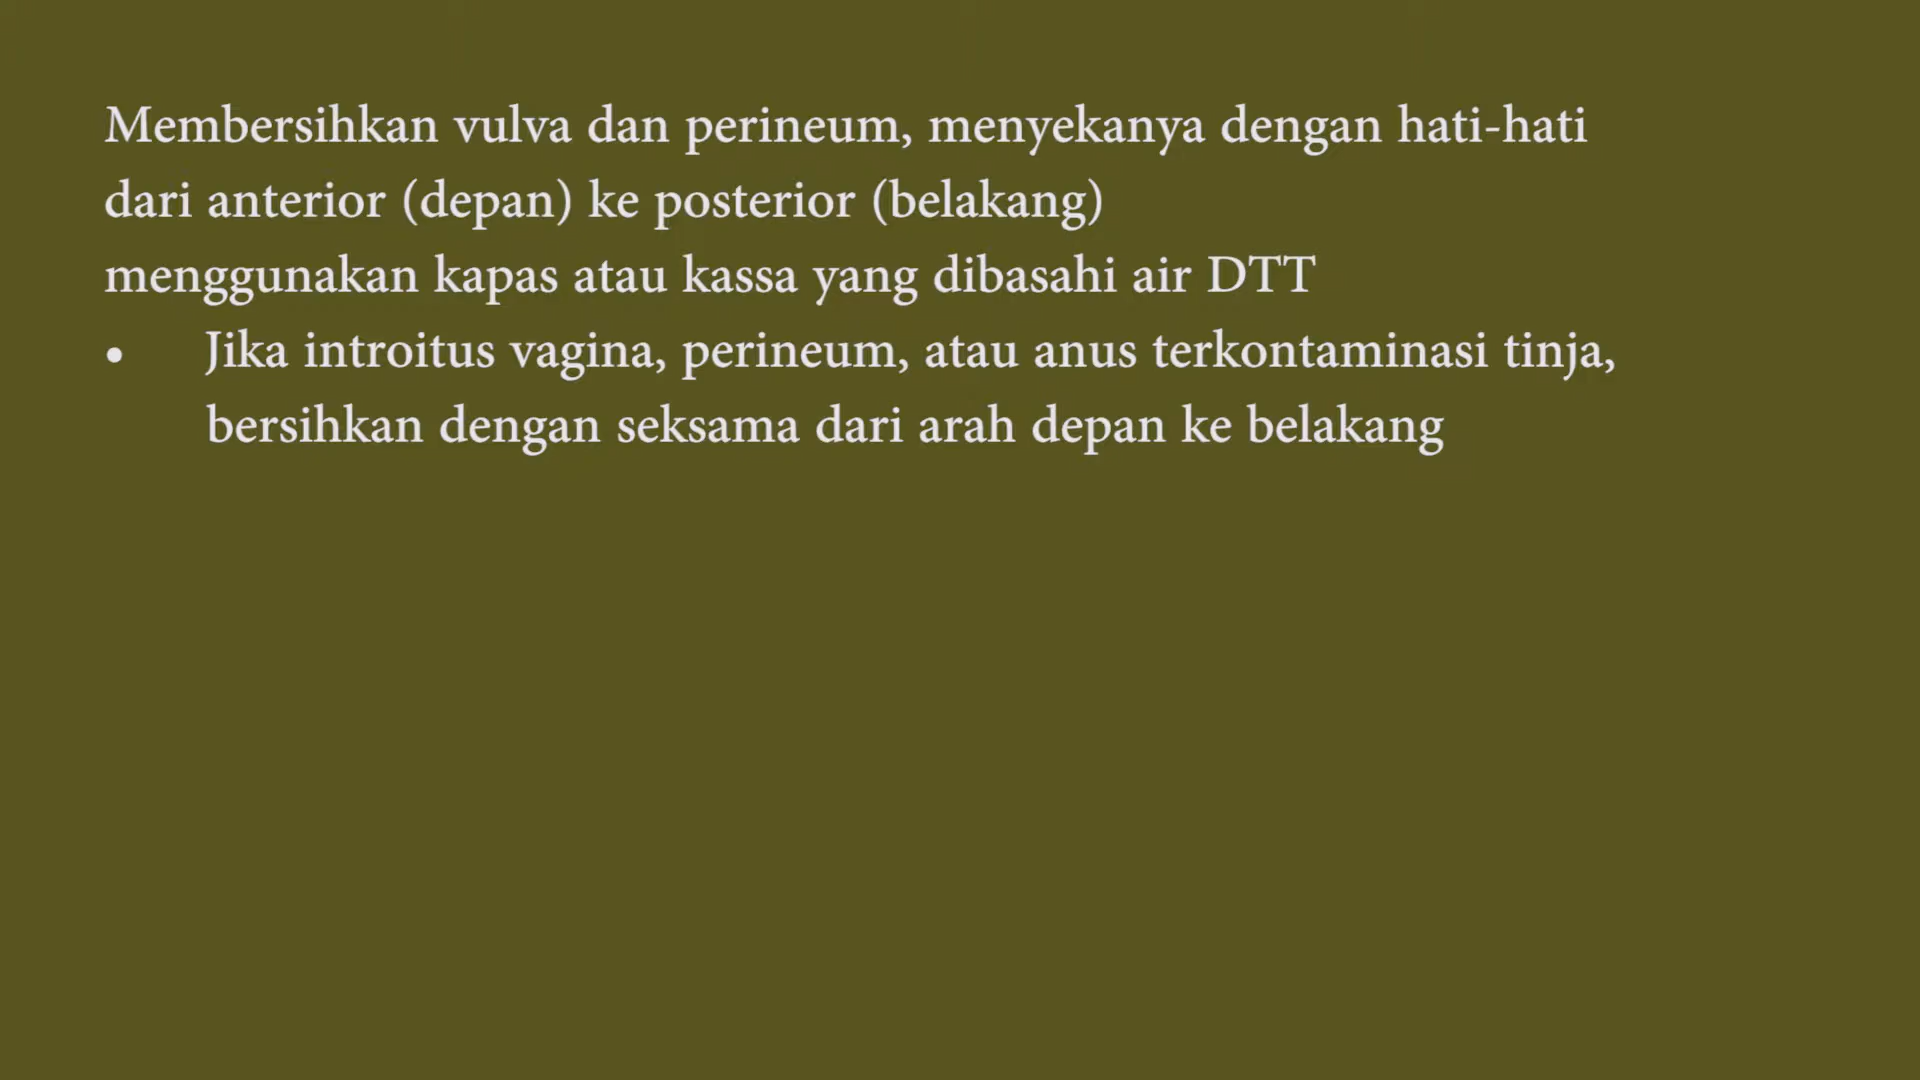 Membersihkan vulva dan perineum, menyekanya dengan hati-hati
dari anterior (depan) ke posterior (belakang)
menggunakan kapas atau kassa yang dibasahi air DTT
• Jika introitus vagina, perineum, atau anus terkontaminasi tinja,
bersihkan dengan seksama dari arah depan ke belakang